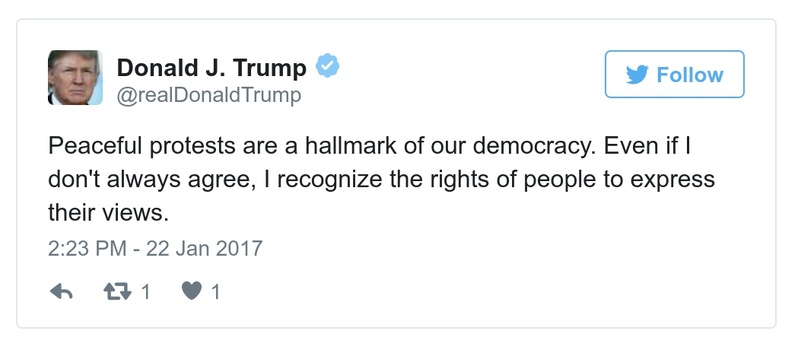 Donald J. Trump
@realDonaldTrump
Follow
Peaceful protests are a hallmark of our democracy. Even if I
don't always agree, I recognize the rights of people to express
their views.
2:23 PM - 22 Jan 2017
1 1